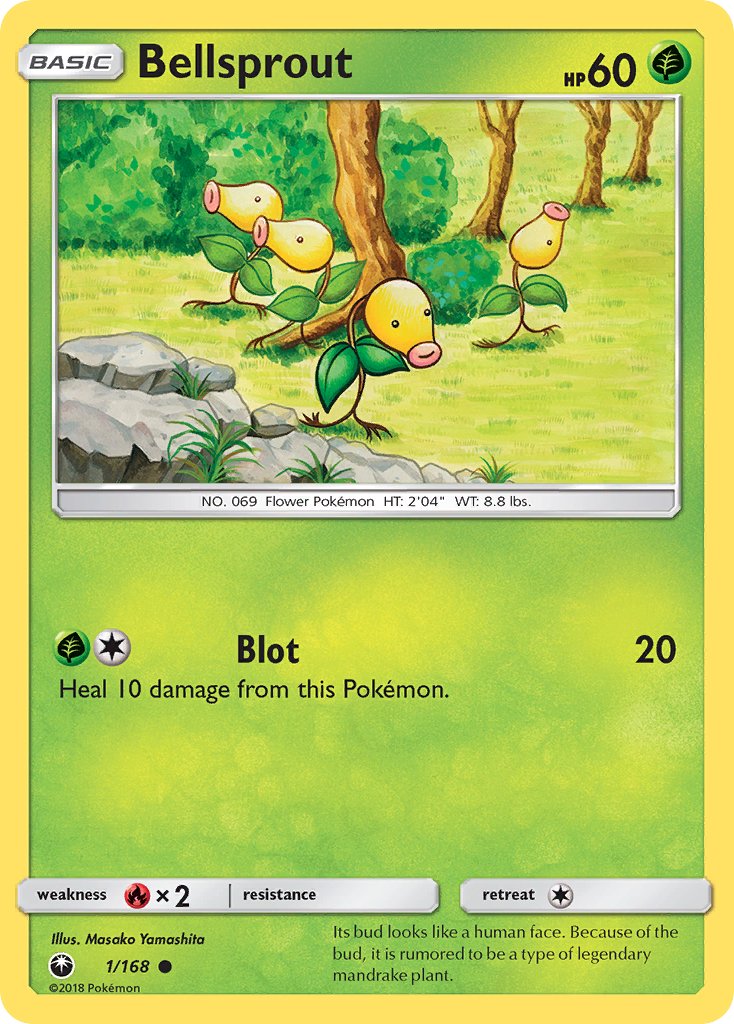 BASIC Bellsprout HP60
NO. 069 Flower Pokémon HT: 2'04" WT: 8.8 lbs.
Blot 20
Heal 10 damage from this Pokémon.
weakness × 2 resistance retreat
Illus. Masako Yamashita
1/168
©2018 Pokémon
Its bud looks like a human face. Because of the
bud, it is rumored to be a type of legendary
mandrake plant.